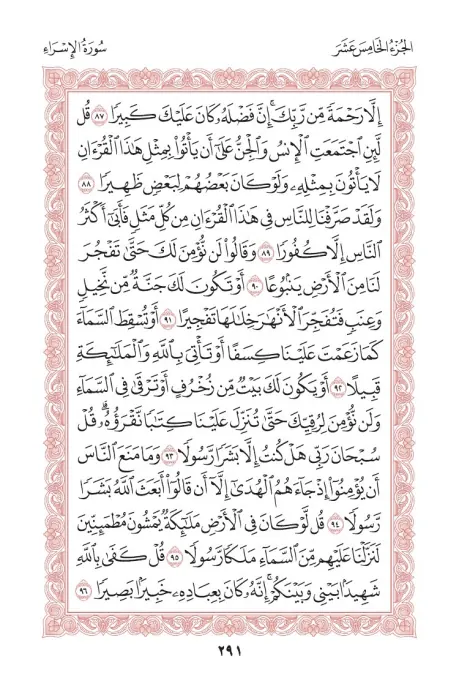 الجزء الخامس عشر
سورة الإسراء
إِلَّا رَحْمَةً مِّن رَّبِّكَۚ إِنَّ فَضْلَهُۥ كَانَ عَلَيْكَ كَبِيرًا ٨٧ قُل
لَّئِنِ ٱجْتَمَعَتِ ٱلْإِنسُ وَٱلْجِنُّ عَلَىٰٓ أَن يَأْتُوا۟ بِمِثْلِ هَـٰذَا ٱلْقُرْءَانِ
لَا يَأْتُونَ بِمِثْلِهِۦ وَلَوْ كَانَ بَعْضُهُمْ لِبَعْضٍ ظَهِيرًا ٨٨
وَلَقَدْ صَرَّفْنَا لِلنَّاسِ فِى هَـٰذَا ٱلْقُرْءَانِ مِن كُلِّ مَثَلٍ فَأَبَىٰٓ أَكْثَرُ
ٱلنَّاسِ إِلَّا كُفُورًا ٨٩ وَقَالُوا۟ لَن نُّؤْمِنَ لَكَ حَتَّىٰ تَفْجُرَ
لَنَا مِنَ ٱلْأَرْضِ يَنۢبُوعًا ٩٠ أَوْ تَكُونَ لَكَ جَنَّةٌ مِّن نَّخِيلٍ
وَعِنَبٍ فَتُفَجِّرَ ٱلْأَنْهَـٰرَ خِلَـٰلَهَا تَفْجِيرًا ٩١ أَوْ تُسْقِطَ ٱلسَّمَآءَ
كَمَا زَعَمْتَ عَلَيْنَا كِسَفًا أَوْ تَأْتِىَ بِٱللَّهِ وَٱلْمَلَـٰٓئِكَةِ
قَبِيلًا ٩٢ أَوْ يَكُونَ لَكَ بَيْتٌ مِّن زُخْرُفٍ أَوْ تَرْقَىٰ فِى ٱلسَّمَآءِ
وَلَن نُّؤْمِنَ لِرُقِيِّكَ حَتَّىٰ تُنَزِّلَ عَلَيْنَا كِتَـٰبًا نَّقْرَؤُهُۥۗ قُلْ
سُبْحَانَ رَبِّى هَلْ كُنتُ إِلَّا بَشَرًا رَّسُولًا ٩٣ وَمَا مَنَعَ ٱلنَّاسَ
أَن يُؤْمِنُوٓا۟ إِذْ جَآءَهُمُ ٱلْهُدَىٰٓ إِلَّآ أَن قَالُوٓا۟ أَبَعَثَ ٱللَّهُ بَشَرًا
رَّسُولًا ٩٤ قُل لَّوْ كَانَ فِى ٱلْأَرْضِ مَلَـٰٓئِكَةٌ يَمْشُونَ مُطْمَئِنِّينَ
لَنَزَّلْنَا عَلَيْهِم مِّنَ ٱلسَّمَآءِ مَلَكًا رَّسُولًا ٩٥ قُلْ كَفَىٰ بِٱللَّهِ
شَهِيدًۢا بَيْنِى وَبَيْنَكُمْۚ إِنَّهُۥ كَانَ بِعِبَادِهِۦ خَبِيرًۢا بَصِيرًا ٩٦
٢٩١